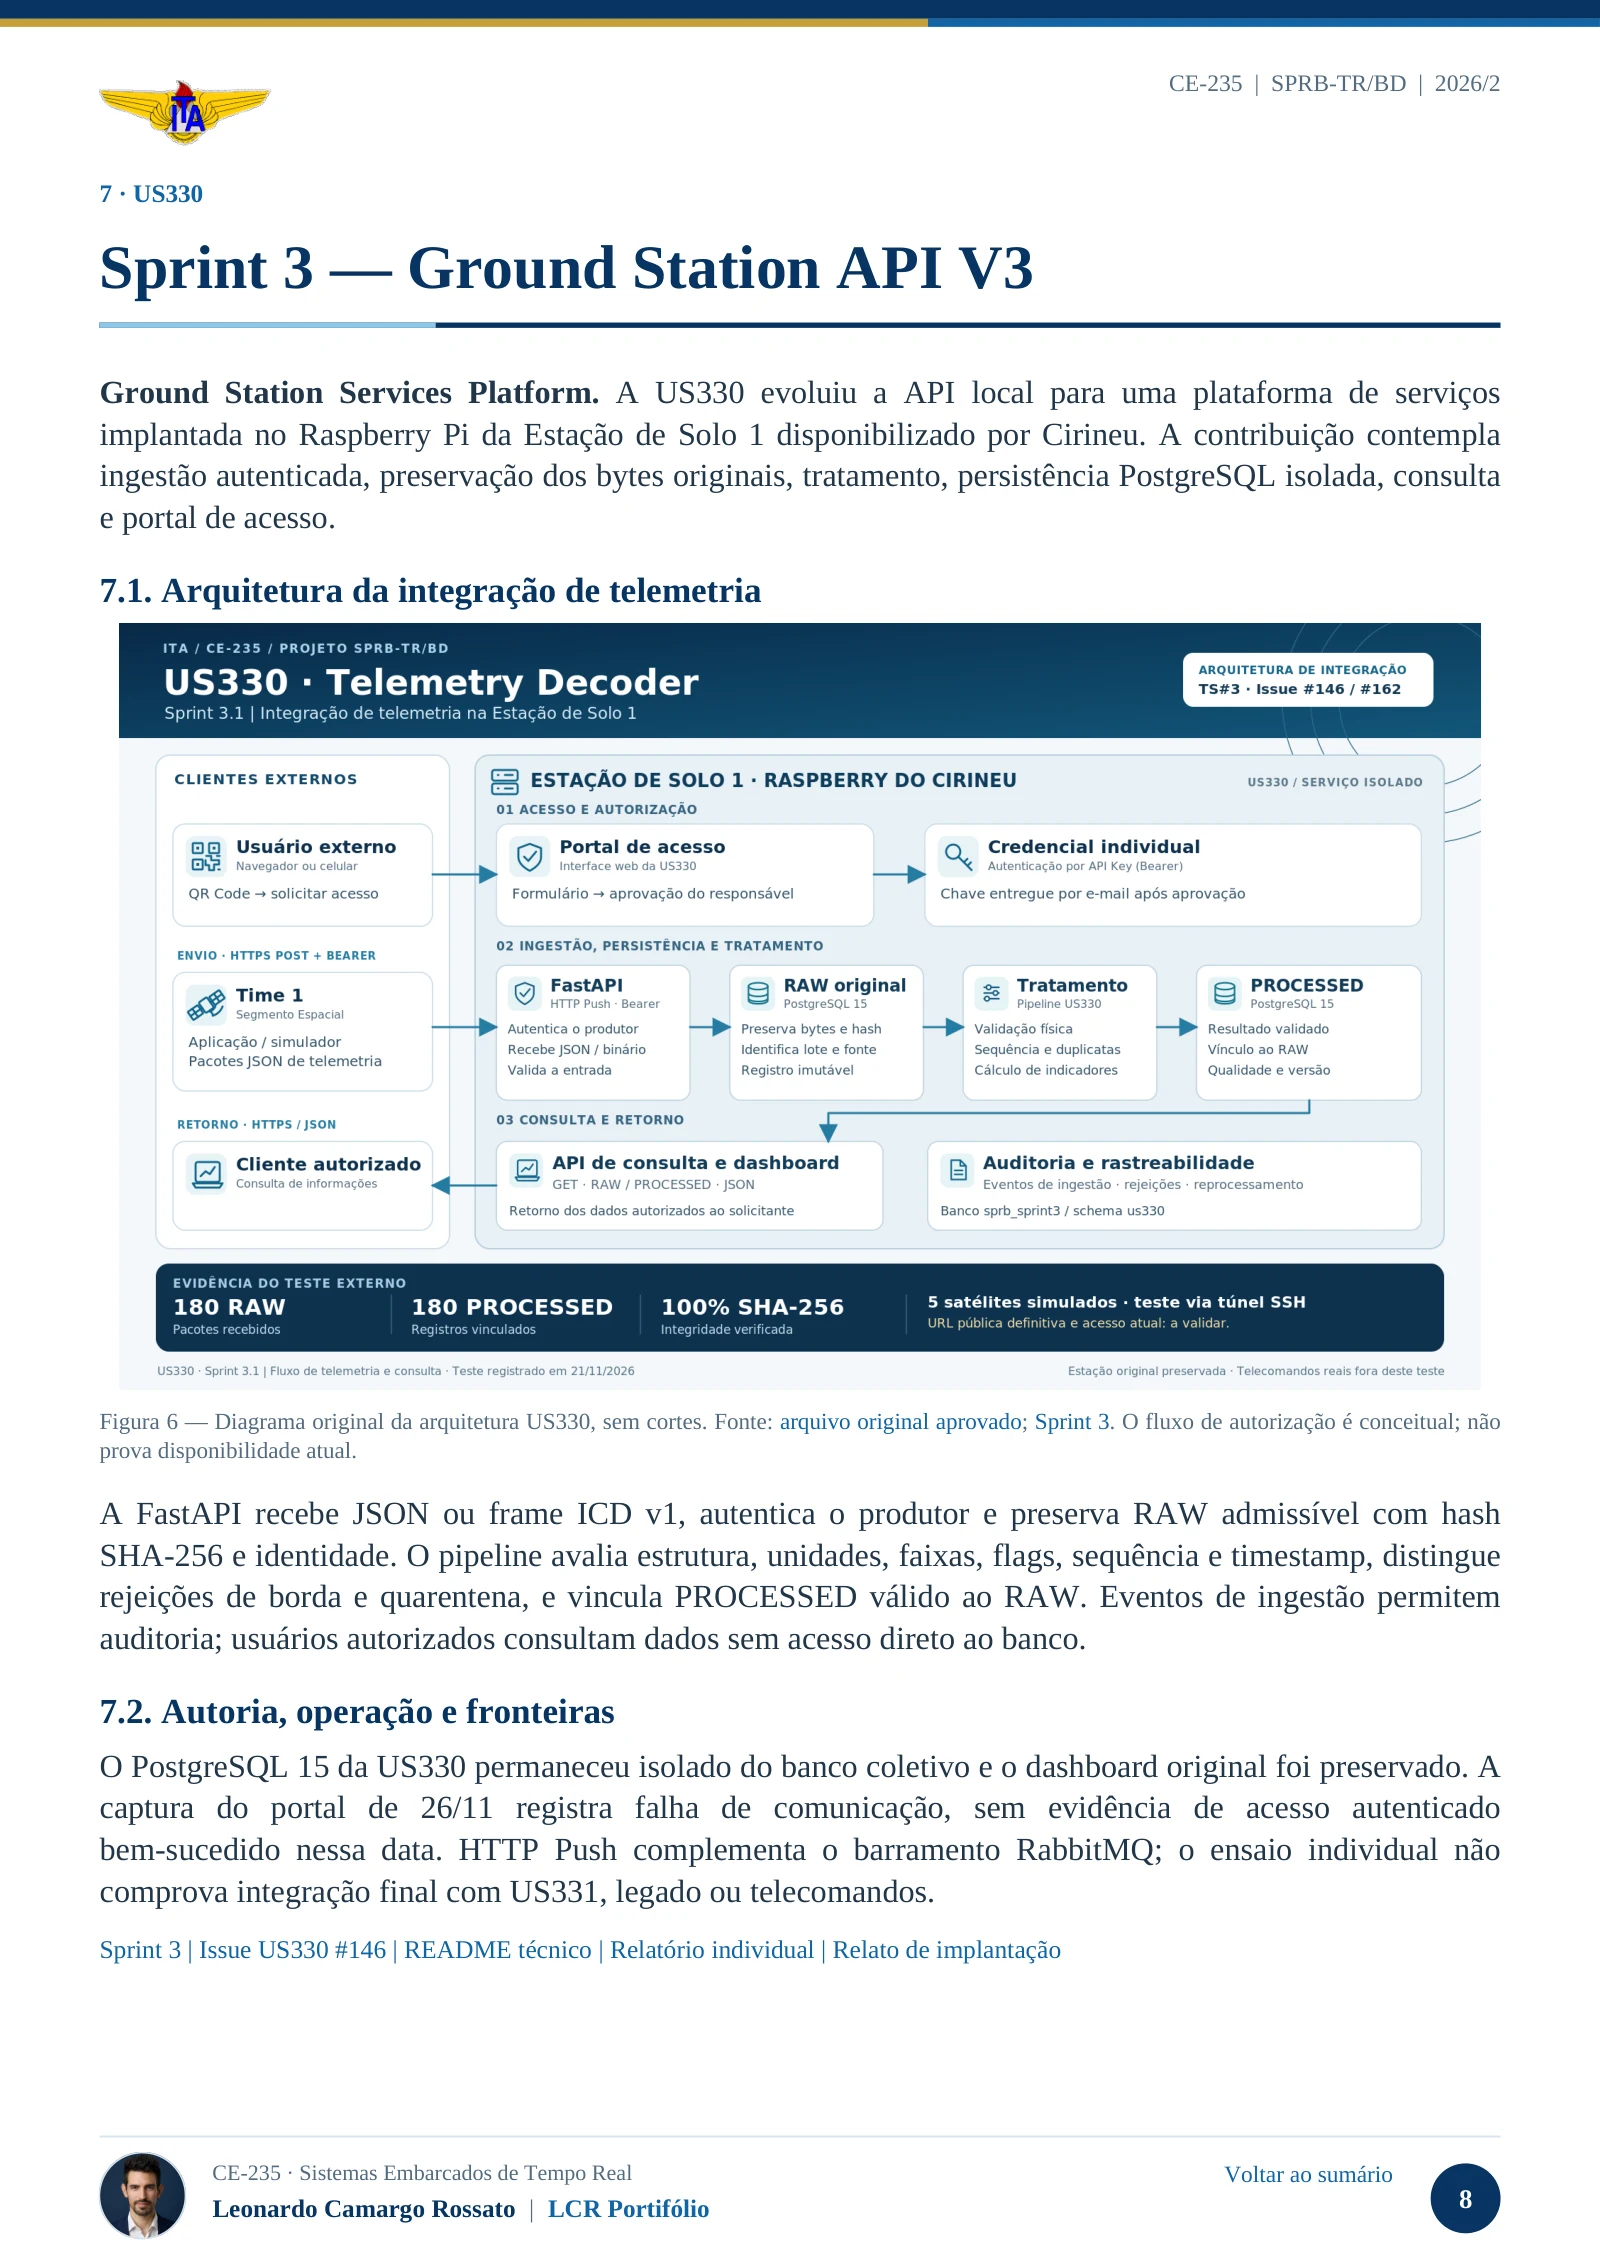 ITA
CE-235 | SPRB-TR/BD | 2026/2
7 · US330
Sprint 3 — Ground Station API V3
Ground Station Services Platform. A US330 evoluiu a API local para uma plataforma de serviços
implantada no Raspberry Pi da Estação de Solo 1 disponibilizado por Cirineu. A contribuição contempla
ingestão autenticada, preservação dos bytes originais, tratamento, persistência PostgreSQL isolada, consulta
e portal de acesso.
7.1. Arquitetura da integração de telemetria
ITA / CE-235 / PROJETO SPRB-TR/BD
US330 · Telemetry Decoder
Sprint 3.1 | Integração de telemetria na Estação de Solo 1
ARQUITETURA DE INTEGRAÇÃO
TS#3 · Issue #146 / #162
CLIENTES EXTERNOS
Usuário externo
Navegador ou celular
QR Code → solicitar acesso
ENVIO · HTTPS POST + BEARER
Time 1
Segmento Espacial
Aplicação / simulador
Pacotes JSON de telemetria
RETORNO · HTTPS / JSON
Cliente autorizado
Consulta de informações
ESTAÇÃO DE SOLO 1 · RASPBERRY DO CIRINEU
US330 / SERVIÇO ISOLADO
01 ACESSO E AUTORIZAÇÃO
Portal de acesso
Interface web da US330
Formulário → aprovação do responsável
Credencial individual
Autenticação por API Key (Bearer)
Chave entregue por e-mail após aprovação
02 INGESTÃO, PERSISTÊNCIA E TRATAMENTO
FastAPI
HTTP Push · Bearer
Autentica o produtor
Recebe JSON / binário
Valida a entrada
RAW original
PostgreSQL 15
Preserva bytes e hash
Identifica lote e fonte
Registro imutável
Tratamento
Pipeline US330
Validação física
Sequência e duplicatas
Cálculo de indicadores
PROCESSED
PostgreSQL 15
Resultado validado
Vínculo ao RAW
Qualidade e versão
03 CONSULTA E RETORNO
API de consulta e dashboard
GET · RAW / PROCESSED · JSON
Retorno dos dados autorizados ao solicitante
Auditoria e rastreabilidade
Eventos de ingestão · rejeições · reprocessamento
Banco sprb_sprint3 / schema us330
EVIDÊNCIA DO TESTE EXTERNO
180 RAW
Pacotes recebidos
180 PROCESSED
Registros vinculados
100% SHA-256
Integridade verificada
5 satélites simulados · teste via túnel SSH
URL pública definitiva e acesso atual: a validar.
US330 · Sprint 3.1 | Fluxo de telemetria e consulta · Teste registrado em 21/11/2026
Estação original preservada · Telecomandos reais fora deste teste
Figura 6 — Diagrama original da arquitetura US330, sem cortes. Fonte: arquivo original aprovado; Sprint 3. O fluxo de autorização é conceitual; não
prova disponibilidade atual.
A FastAPI recebe JSON ou frame ICD v1, autentica o produtor e preserva RAW admissível com hash
SHA-256 e identidade. O pipeline avalia estrutura, unidades, faixas, flags, sequência e timestamp, distingue
rejeições de borda e quarentena, e vincula PROCESSED válido ao RAW. Eventos de ingestão permitem
auditoria; usuários autorizados consultam dados sem acesso direto ao banco.
7.2. Autoria, operação e fronteiras
O PostgreSQL 15 da US330 permaneceu isolado do banco coletivo e o dashboard original foi preservado. A
captura do portal de 26/11 registra falha de comunicação, sem evidência de acesso autenticado
bem-sucedido nessa data. HTTP Push complementa o barramento RabbitMQ; o ensaio individual não
comprova integração final com US331, legado ou telecomandos.
Sprint 3 | Issue US330 #146 | README técnico | Relatório individual | Relato de implantação
CE-235 · Sistemas Embarcados de Tempo Real
Leonardo Camargo Rossato | LCR Portifólio
Voltar ao sumário
8